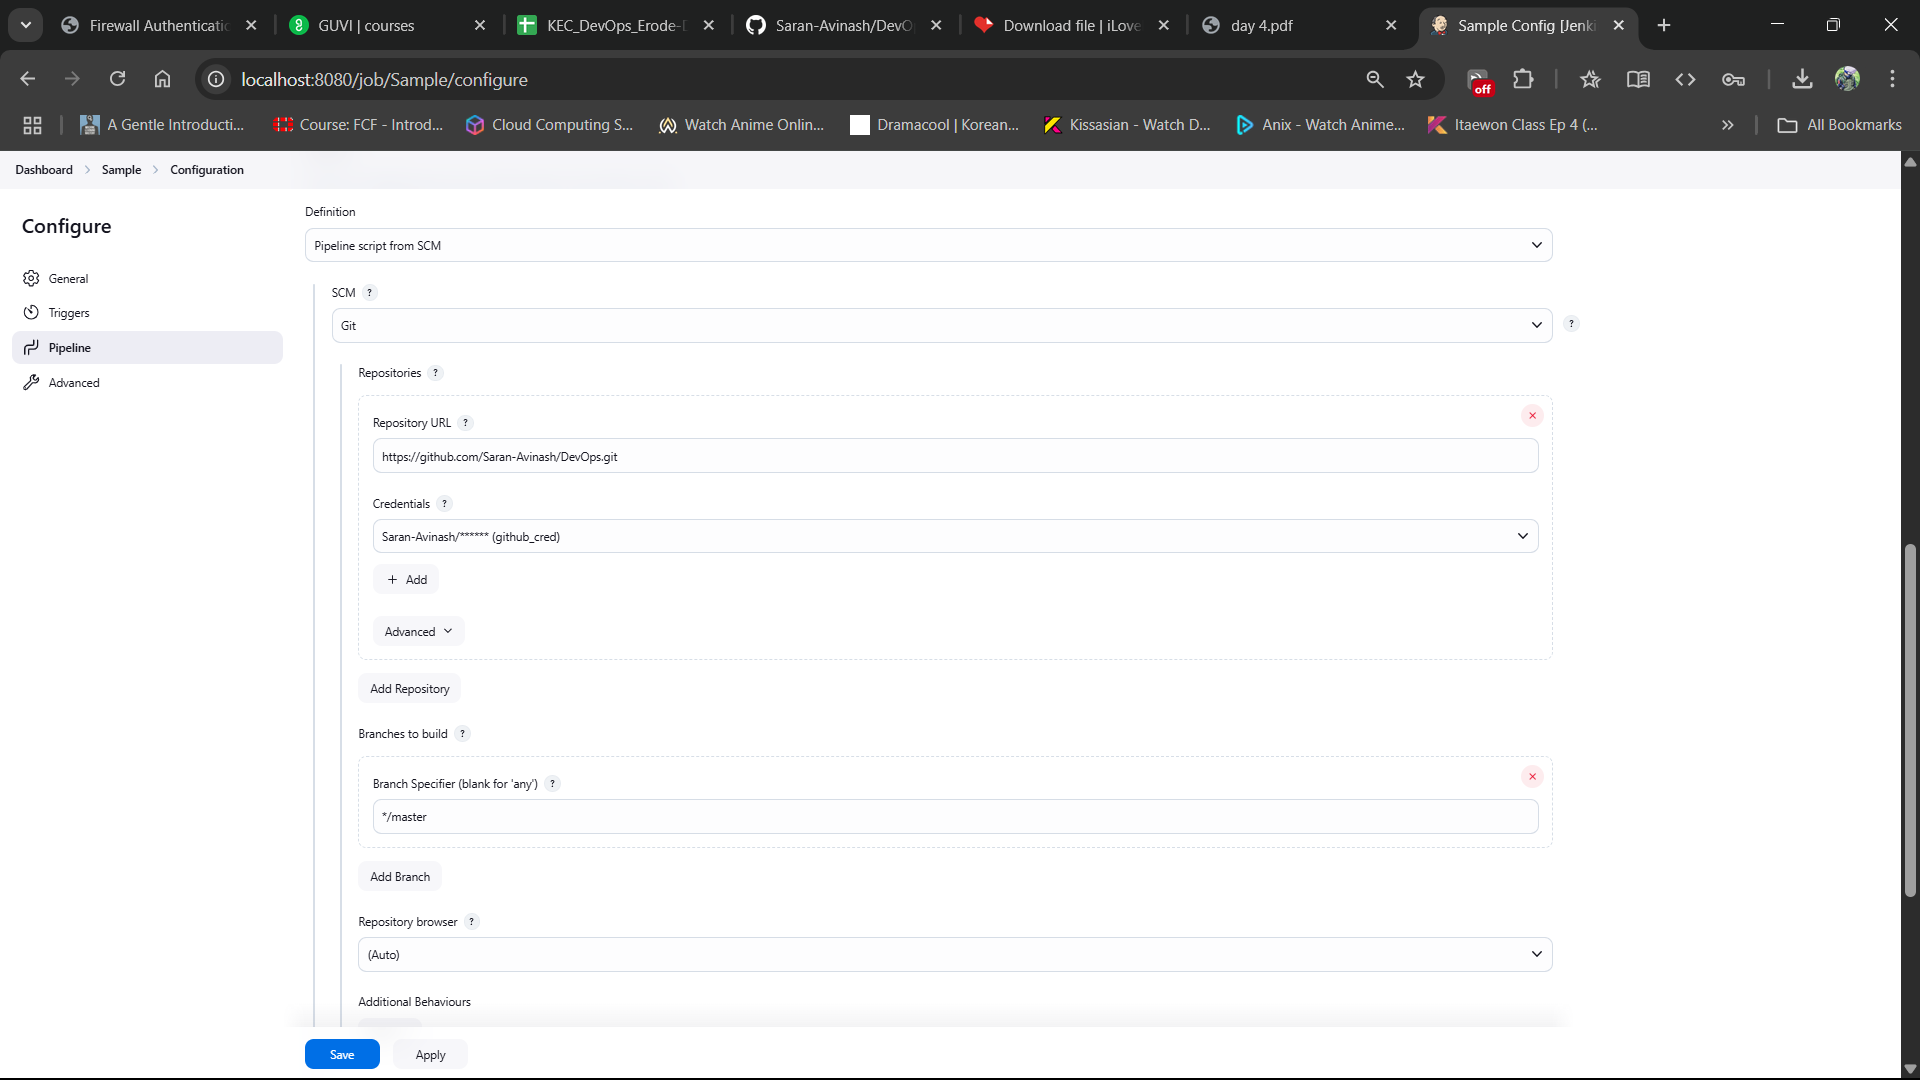 Firewall Authenticatic
GUVI | courses
KEC_DevOps_Erode-D
Saran-Avinash/DevO
Download file | iLove
day 4.pdf
Sample Config [Jenki
localhost:8080/job/Sample/configure
off
A Gentle Introducti...
Course: FCF - Introd...
Cloud Computing S...
Watch Anime Onlin...
Dramacool | Korean...
Kissasian - Watch D...
Anix - Watch Anime...
Itaewon Class Ep 4 (...
All Bookmarks
Dashboard > Sample > Configuration
Configure
General
Triggers
Pipeline
Advanced
Definition
Pipeline script from SCM
SCM ?
Git
?
Repositories ?
Repository URL ?
https://github.com/Saran-Avinash/DevOps.git
Credentials ?
Saran-Avinash/****** (github_cred)
+ Add
Advanced
Add Repository
Branches to build ?
Branch Specifier (blank for 'any') ?
*/master
Add Branch
Repository browser ?
(Auto)
Additional Behaviours
Save
Apply